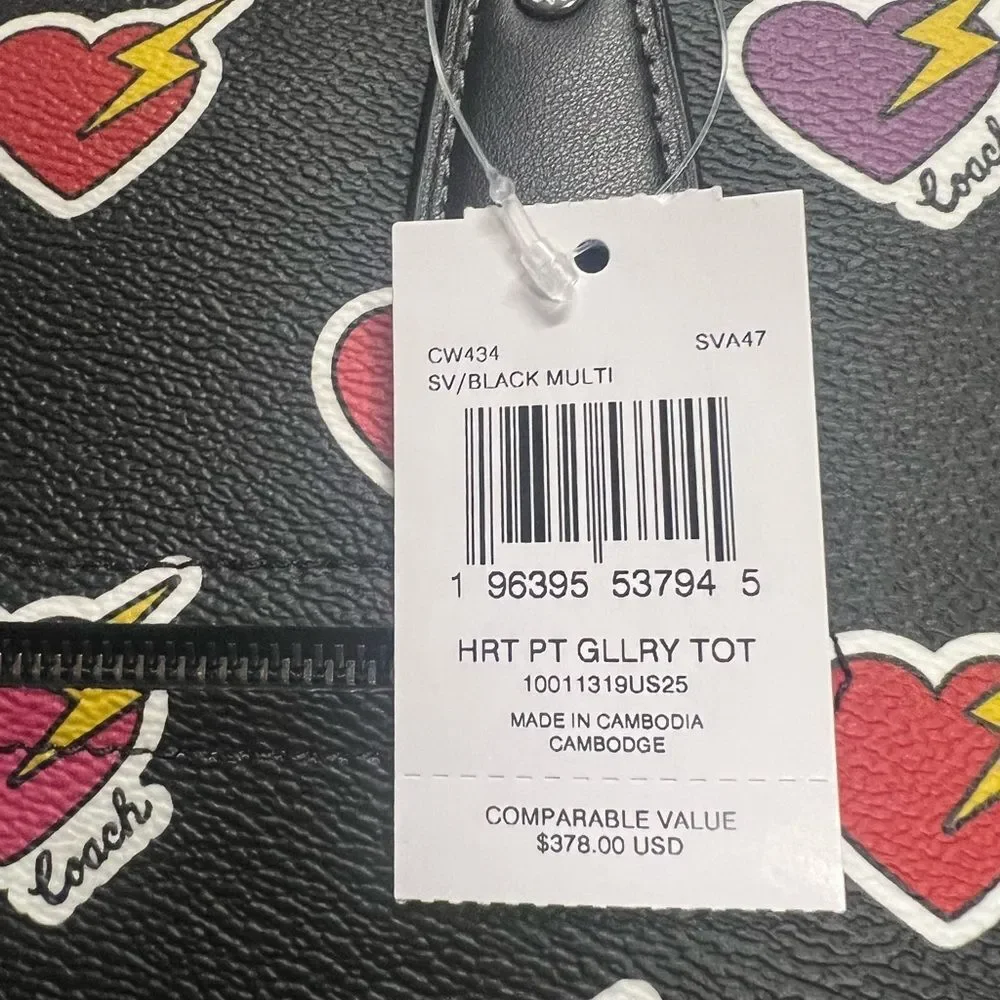 Coach
CW434 SVA47
SV/BLACK MULTI
1 96395 53794 5
HRT PT GLLRY TOT
10011319US25
MADE IN CAMBODIA
CAMBODGE
COMPARABLE VALUE
$378.00 USD
Coach